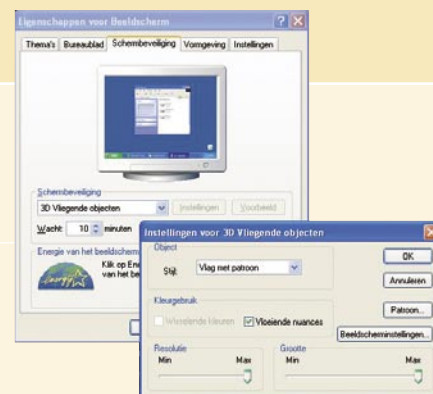 Eigenschappen voor Beeldscherm
Thema's Bureaublad Schermbeveiliging Vormgeving Instellingen
Schermbeveiliging
3D Vliegende objecten Instellingen Voorbeeld
Wacht: 10 minuten
Energie van het beeldscherm
Klik op Ene
van het be
energy
Instellingen voor 3D Vliegende objecten
Object
Stijl: Vlag met patroon
OK
Annuleren
Kleurgebruik
Wisselende kleuren Vloeiende nuances
Patroon...
Beeldscherminstellingen...
Resolutie
Min Max
Grootte
Min Max